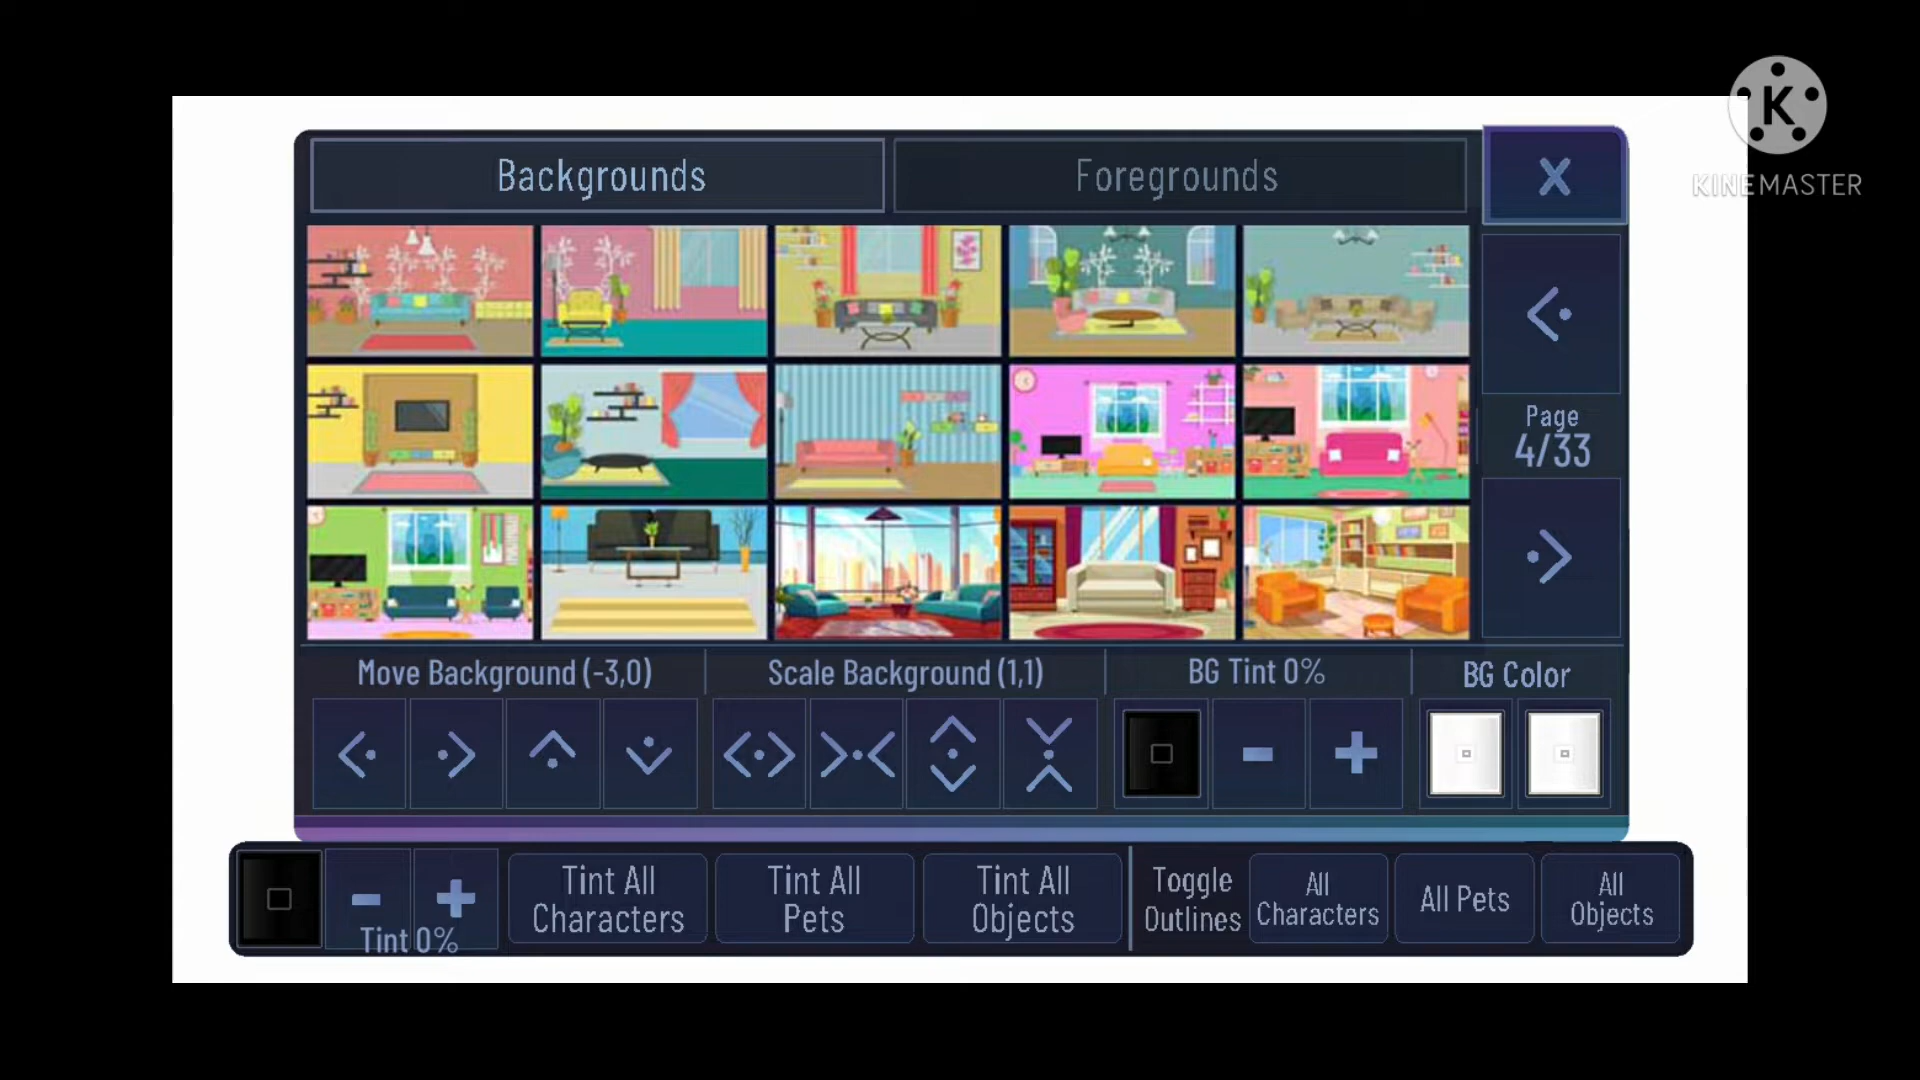 Backgrounds
Foregrounds
X
K
KINEMASTER
Page
4/33
Move Background (-3,0)
Scale Background (1,1)
BG Tint 0%
BG Color
Tint 0%
Tint All
Characters
Tint All
Pets
Tint All
Objects
Toggle
Outlines
All
Characters
All Pets
All
Objects